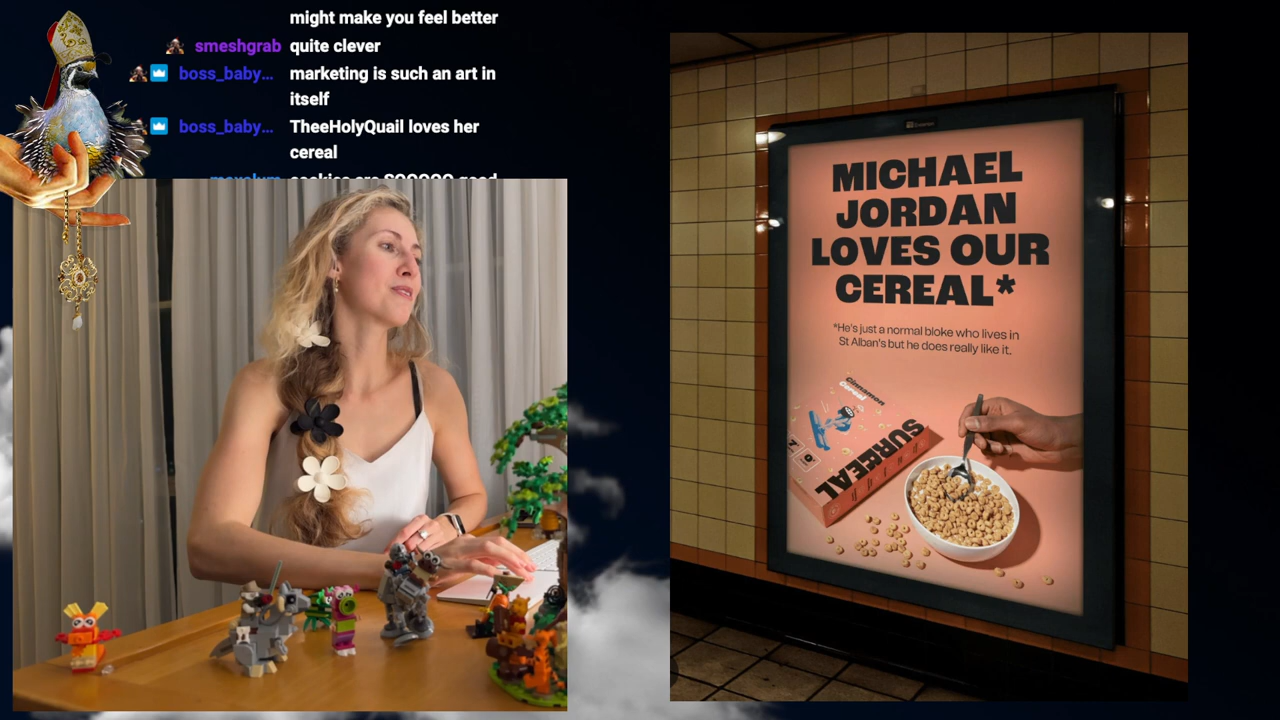 might make you feel better
smeshgrab quite clever
boss_baby... marketing is such an art in
itself
boss_baby... TheeHolyQuail loves her
cereal
MICHAEL
JORDAN
LOVES OUR
CEREAL*
*He's just a normal bloke who lives in
St Alban's but he does really like it.
Cinnamon
Cereal
SURREAL